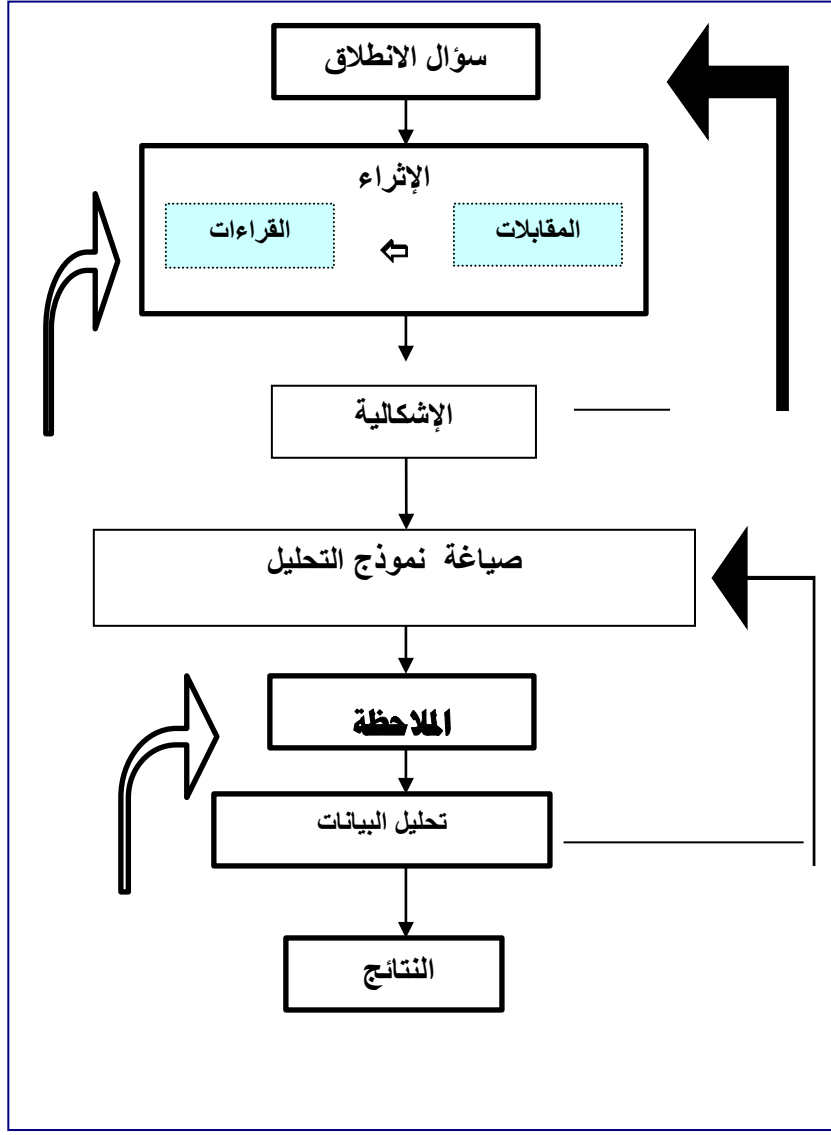 سؤال الانطلاق
الإثراء
المقابلات
القراءات
الإشكالية
صياغة نموذج التحليل
الملاحظة
تحليل البيانات
النتائج